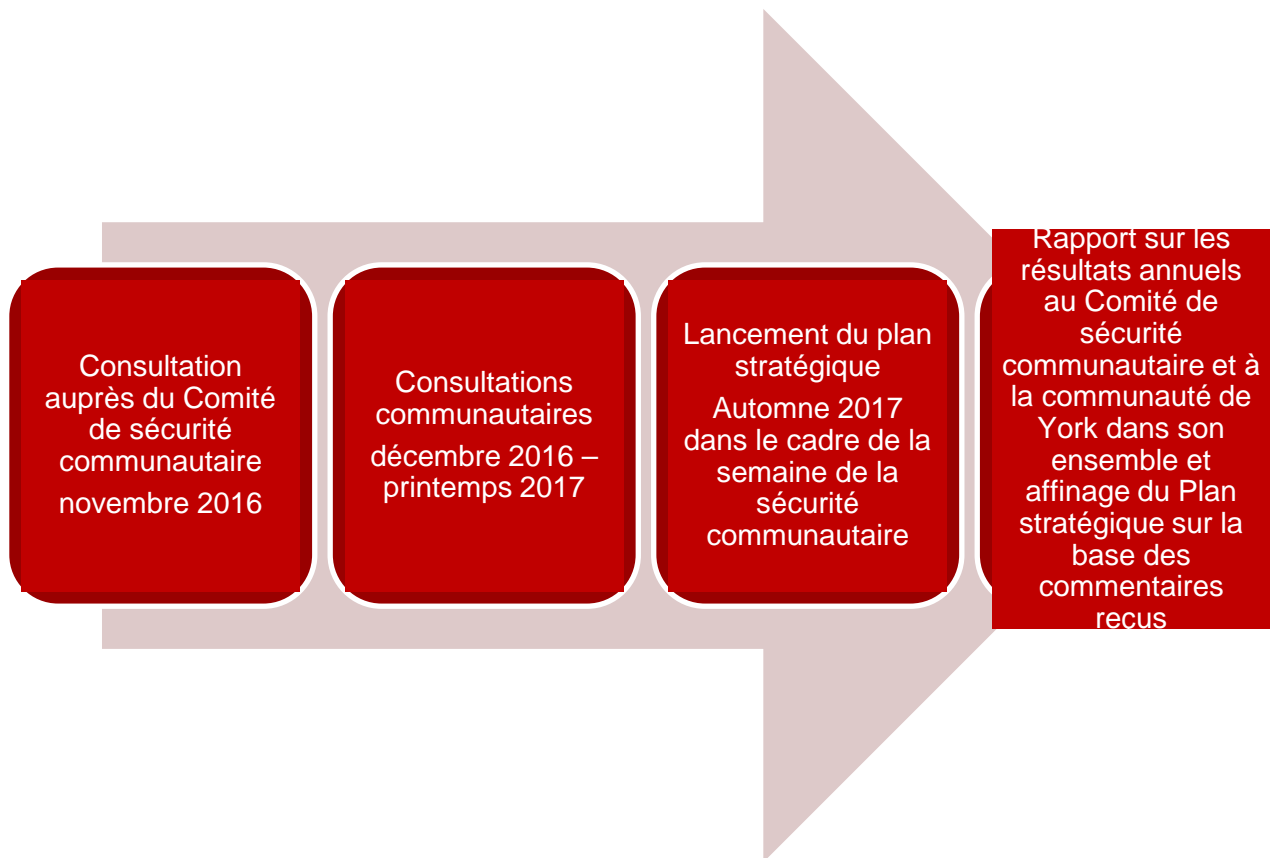 Consultation
auprès du Comité
de sécurité
communautaire
novembre 2016
Consultations
communautaires
décembre 2016 –
printemps 2017
Lancement du plan
stratégique
Automne 2017
dans le cadre de la
semaine de la
sécurité
communautaire
Rapport sur les
résultats annuels
au Comité de
sécurité
communautaire et à
la communauté de
York dans son
ensemble et
affinage du Plan
stratégique sur la
base des
commentaires
reçus